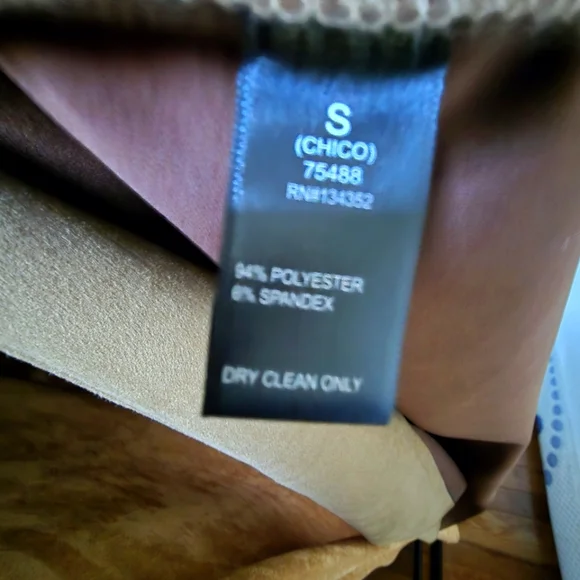 S
(CHICO)
75488
RN#134352
94% POLYESTER
6% SPANDEX
DRY CLEAN ONLY